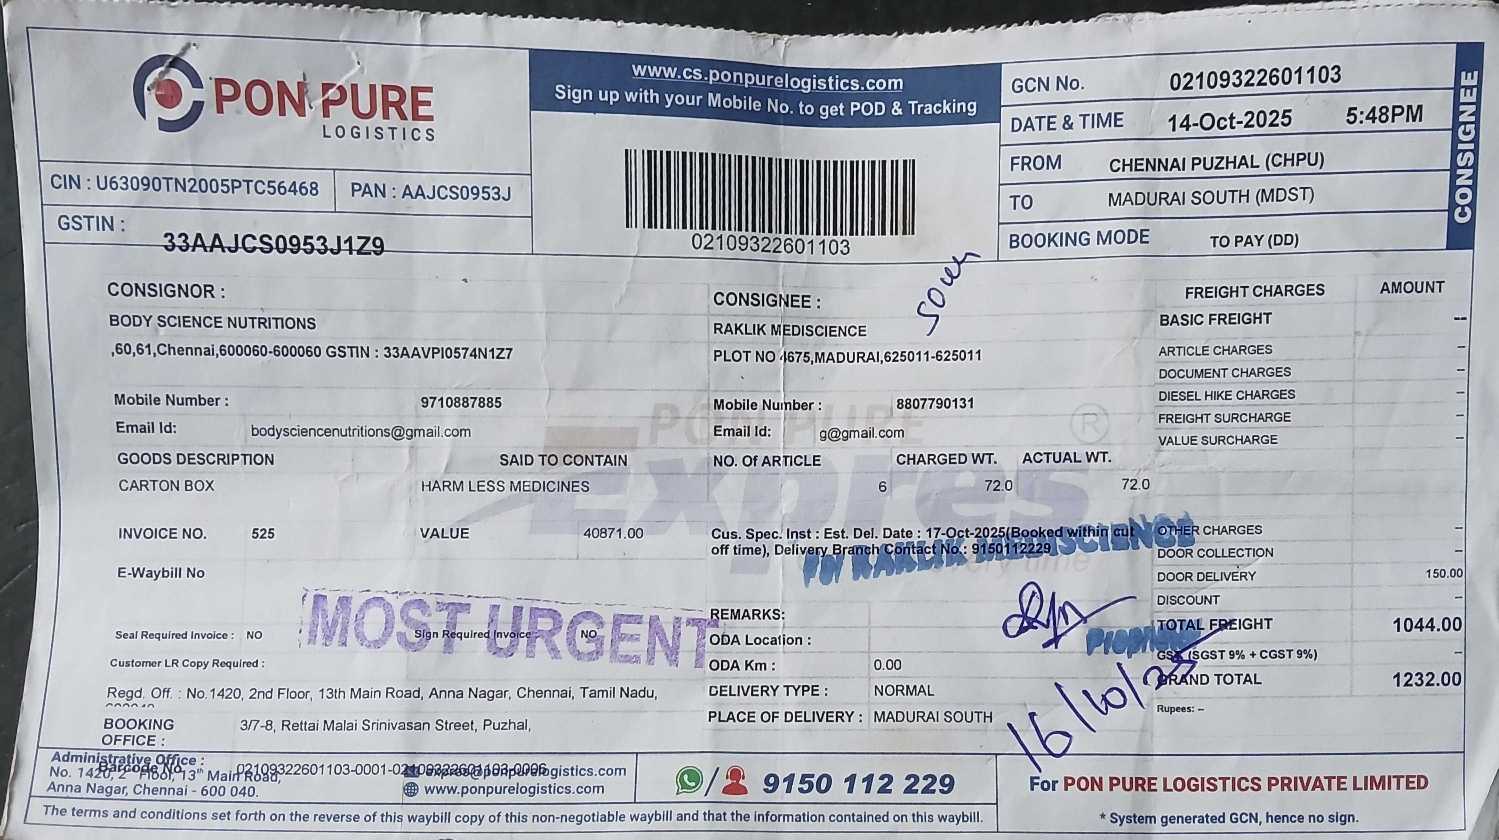 PON PURE
LOGISTICS
CIN : U63090TN2005PTC56468
PAN : AAJCS0953J
GSTIN :
33AAJCS0953J1Z9
www.cs.ponpurelogistics.com
Sign up with your Mobile No. to get POD & Tracking
02109322601103
GCN No. 02109322601103
DATE & TIME 14-Oct-2025 5:48PM
FROM CHENNAI PUZHAL (CHPU)
TO MADURAI SOUTH (MDST)
BOOKING MODE TO PAY (DD)
CONSIGNEE
CONSIGNOR :
BODY SCIENCE NUTRITIONS
,60,61,Chennai,600060-600060 GSTIN : 33AAVPI0574N1Z7
Mobile Number : 9710887885
Email Id: bodysciencenutritions@gmail.com
CONSIGNEE :
RAKLIK MEDISCIENCE
PLOT NO 4675,MADURAI,625011-625011
Mobile Number : 8807790131
Email Id: g@gmail.com
PON PURE
Expres
®
GOODS DESCRIPTION SAID TO CONTAIN NO. Of ARTICLE CHARGED WT. ACTUAL WT.
CARTON BOX HARM LESS MEDICINES 6 72.0 72.0
INVOICE NO. 525 VALUE 40871.00
E-Waybill No
Cus. Spec. Inst : Est. Del. Date : 17-Oct-2025(Booked within cut
off time), Delivery Branch Contact No.: 9150112229
RAKLIK MEDISCIENCE
MOST URGENT
Seal Required Invoice : NO Sign Required Invoice : NO
Customer LR Copy Required :
REMARKS:
ODA Location :
ODA Km : 0.00
DELIVERY TYPE : NORMAL
PLACE OF DELIVERY : MADURAI SOUTH
16/10/25
FREIGHT CHARGES AMOUNT
BASIC FREIGHT --
ARTICLE CHARGES –
DOCUMENT CHARGES –
DIESEL HIKE CHARGES –
FREIGHT SURCHARGE –
VALUE SURCHARGE –
OTHER CHARGES –
DOOR COLLECTION –
DOOR DELIVERY 150.00
DISCOUNT –
TOTAL FREIGHT 1044.00
GST (SGST 9% + CGST 9%) –
GRAND TOTAL 1232.00
Rupees: –
Regd. Off. : No.1420, 2nd Floor, 13th Main Road, Anna Nagar, Chennai, Tamil Nadu,
BOOKING
OFFICE :
3/7-8, Rettai Malai Srinivasan Street, Puzhal,
Administrative Office :
No. 1420, 2nd Floor, 13th Main Road,
Anna Nagar, Chennai - 600 040.
Barcode No
02109322601103-0001-02109322601103-0006
expres@ponpurelogistics.com
www.ponpurelogistics.com
/ 9150 112 229
For PON PURE LOGISTICS PRIVATE LIMITED
* System generated GCN, hence no sign.
The terms and conditions set forth on the reverse of this waybill copy of this non-negotiable waybill and that the information contained on this waybill.